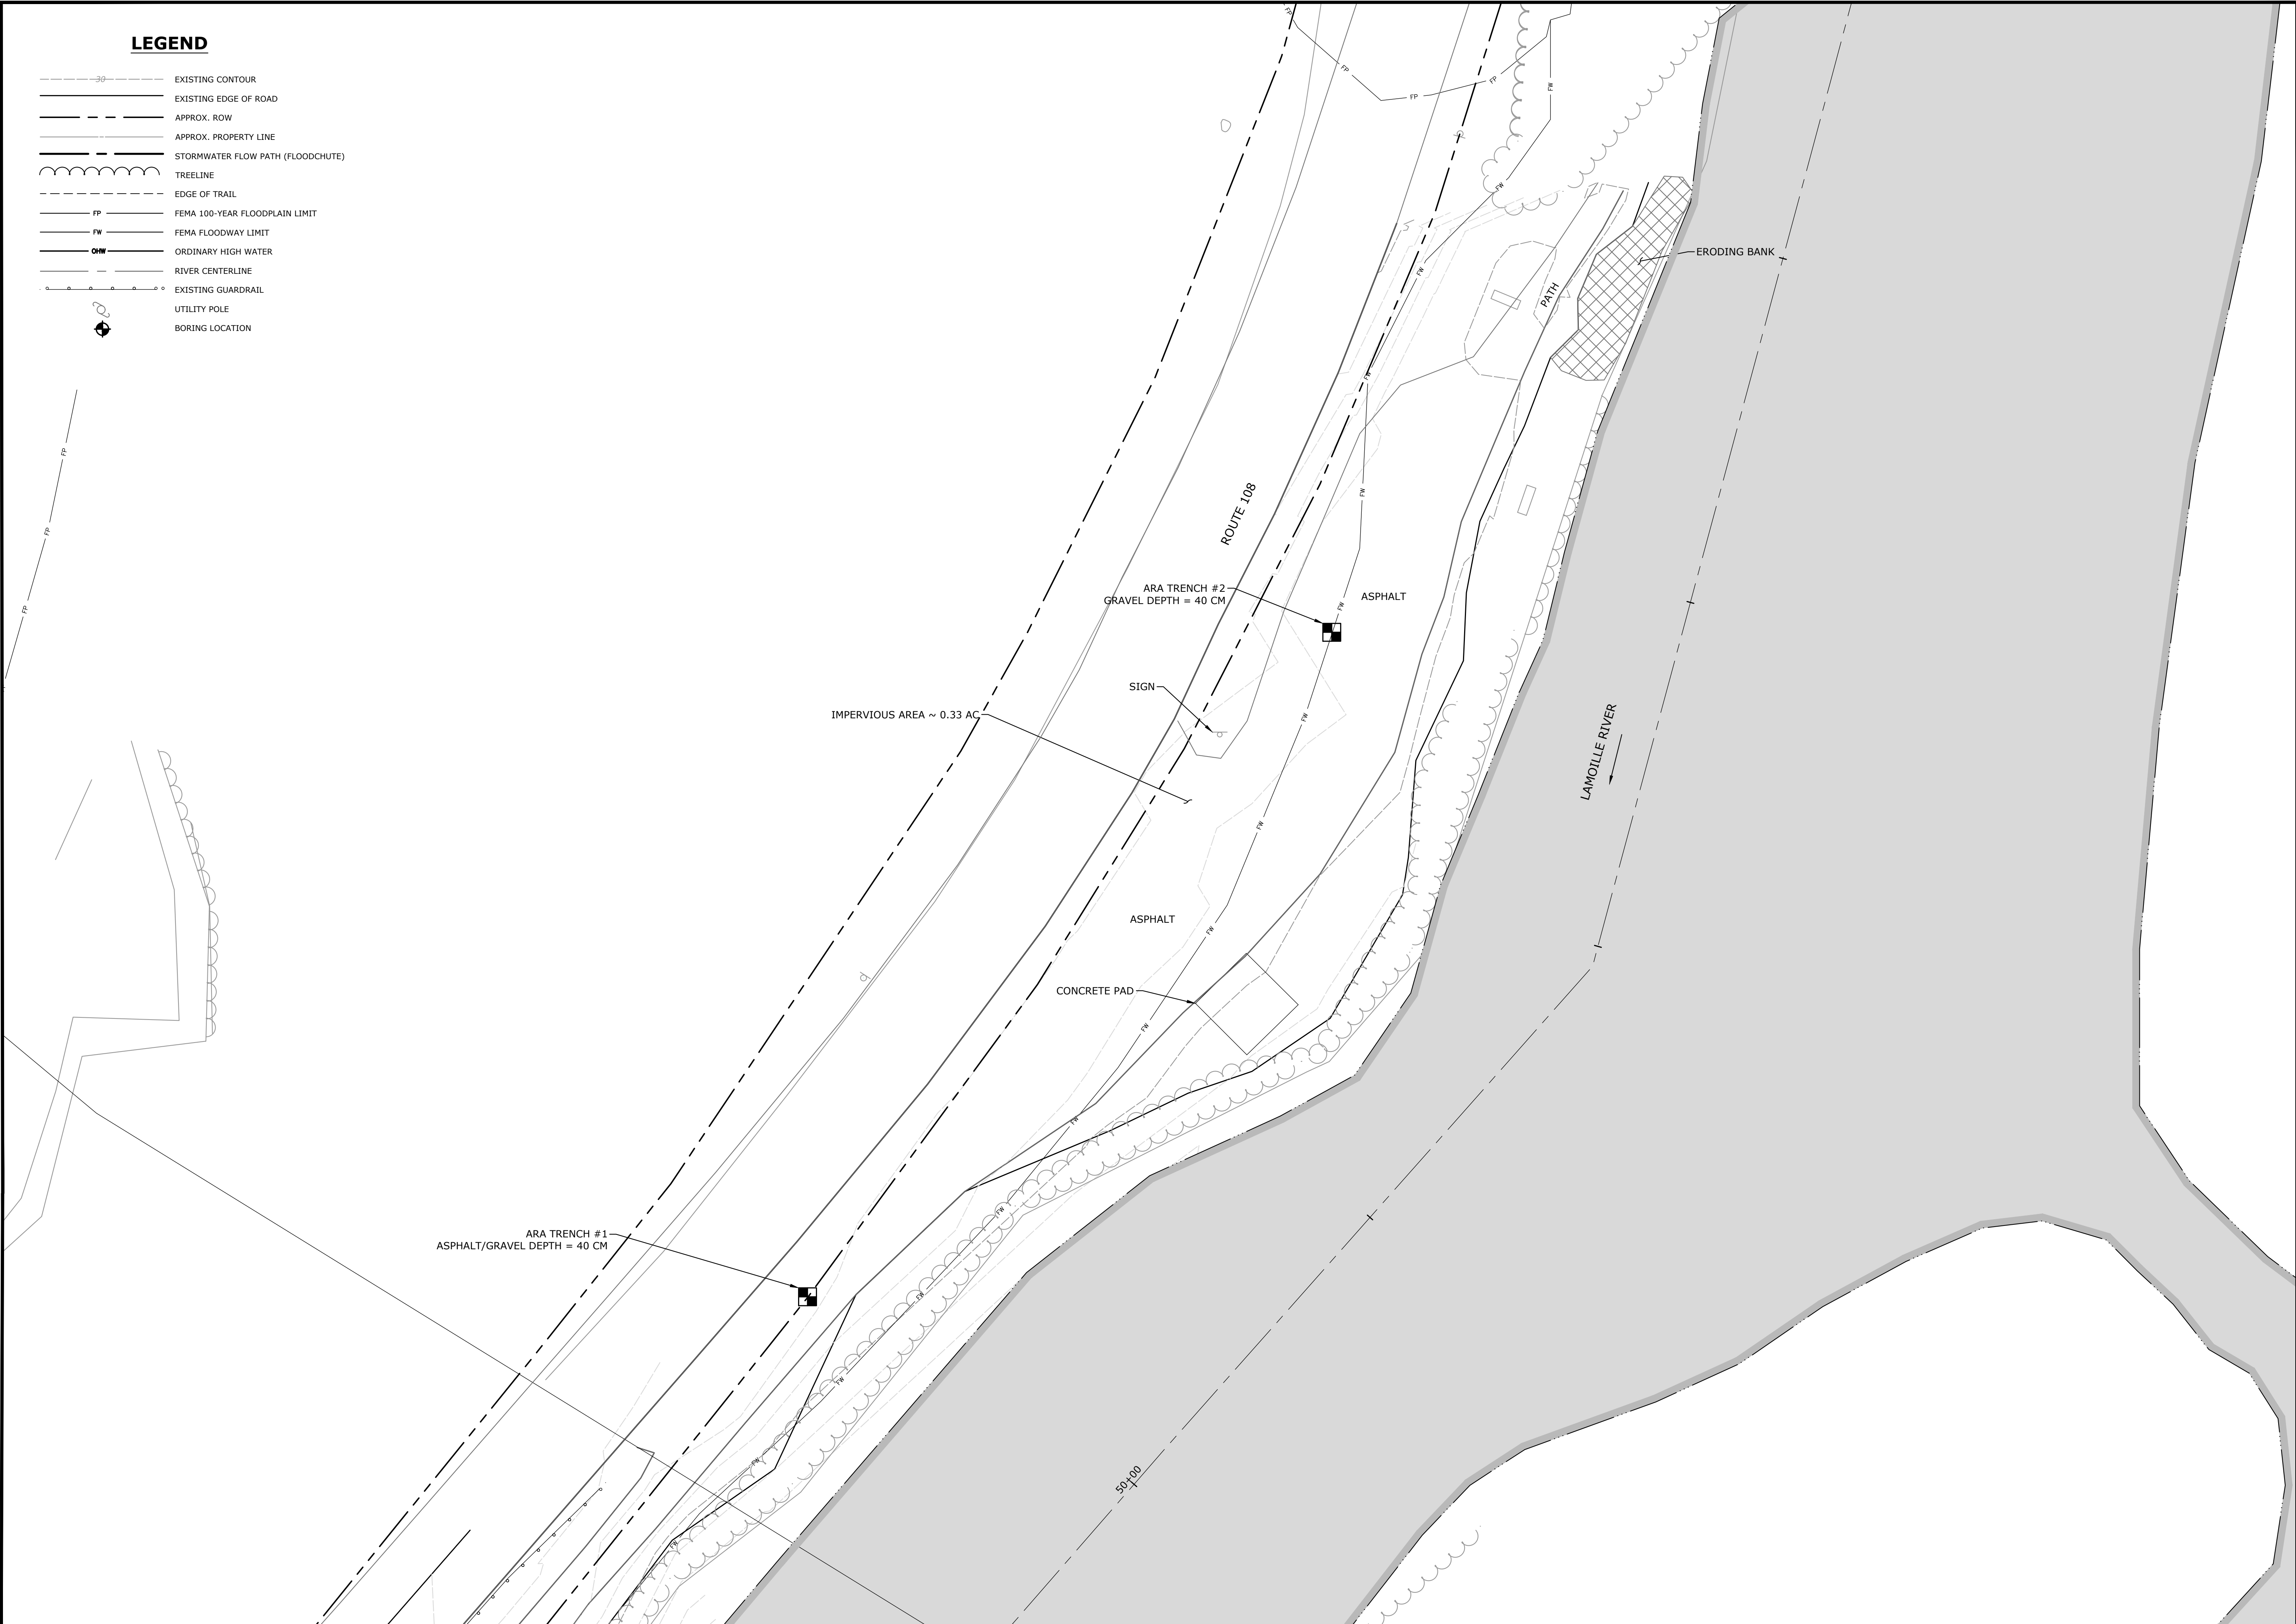 LEGEND
30
EXISTING CONTOUR
EXISTING EDGE OF ROAD
APPROX. ROW
APPROX. PROPERTY LINE
STORMWATER FLOW PATH (FLOODCHUTE)
TREELINE
EDGE OF TRAIL
FP
FEMA 100-YEAR FLOODPLAIN LIMIT
FW
FEMA FLOODWAY LIMIT
OHW
ORDINARY HIGH WATER
RIVER CENTERLINE
EXISTING GUARDRAIL
UTILITY POLE
BORING LOCATION
FP
FP
FP
FP
FP
FW
FW
ERODING BANK
FW
PATH
FW
FP
FW
ROUTE 108
FP
ARA TRENCH #2
GRAVEL DEPTH = 40 CM
ASPHALT
FW
FP
SIGN
IMPERVIOUS AREA ~ 0.33 AC
FW
LAMOILLE RIVER
FW
ASPHALT
FW
CONCRETE PAD
FW
FW
FW
ARA TRENCH #1
ASPHALT/GRAVEL DEPTH = 40 CM
FW
FW
FW
50+00
FW